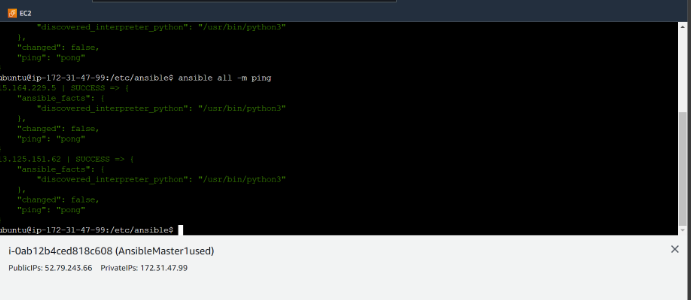 EC2
"discovered_interpreter_python": "/usr/bin/python3"
},
"changed": false,
"ping": "pong"
ubuntu@ip-172-31-47-99:/etc/ansible$ ansible all -m ping
5.164.229.5 | SUCCESS => {
"ansible_facts": {
"discovered_interpreter_python": "/usr/bin/python3"
},
"changed": false,
"ping": "pong"
3.125.151.62 | SUCCESS => {
"ansible_facts": {
"discovered_interpreter_python": "/usr/bin/python3"
},
"changed": false,
"ping": "pong"
ubuntu@ip-172-31-47-99:/etc/ansible$
i-0ab12b4ced818c608 (AnsibleMaster1used)
PublicIPs: 52.79.243.66 PrivateIPs: 172.31.47.99